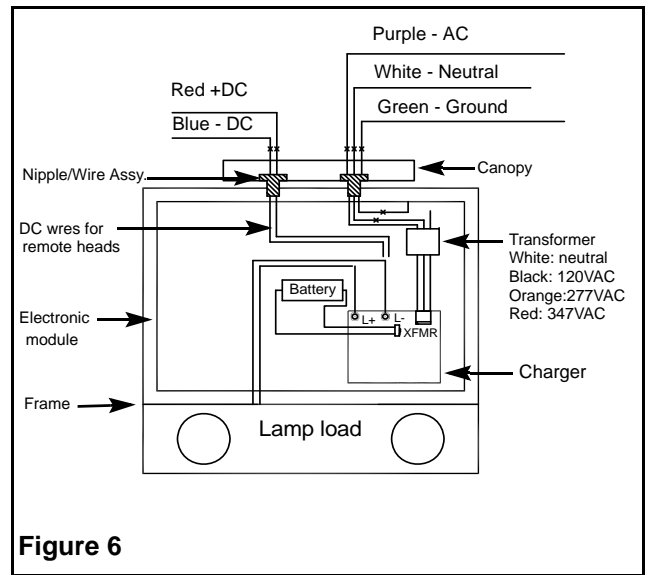 Purple - AC
White - Neutral
Green - Ground
Red +DC
Blue - DC
Nipple/Wire Assy.
Canopy
DC wres for
remote heads
Transformer
White: neutral
Black: 120VAC
Orange:277VAC
Red: 347VAC
Battery
L+
L-
XFMR
Electronic
module
Charger
Frame
Lamp load
Figure 6